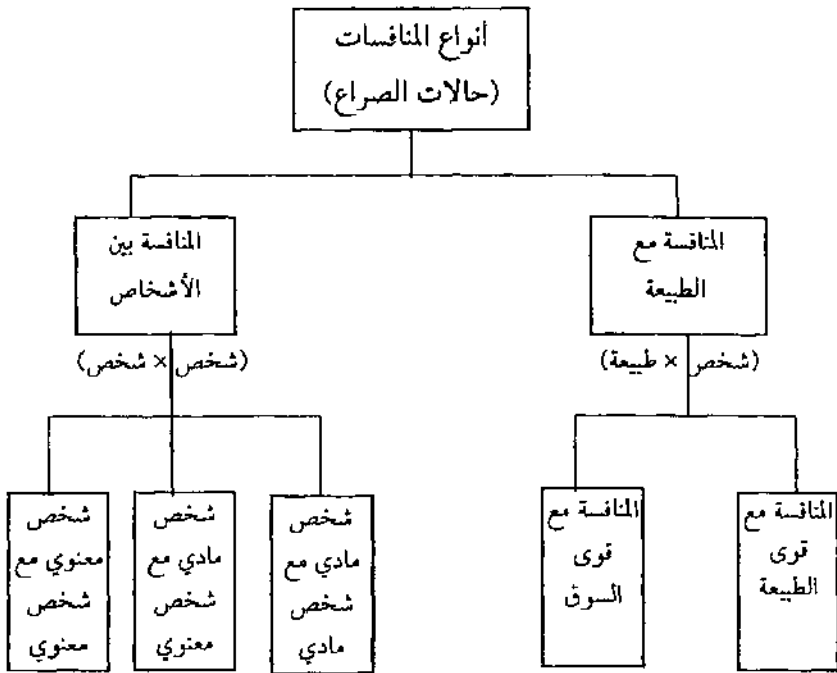 أنواع المنافسات
(حالات الصراع)
المنافسة مع
الطبيعة
(شخص × طبيعة)
المنافسة مع
قوى
الطبيعة
المنافسة مع
قوى
السوق
المنافسة بين
الأشخاص
(شخص × شخص)
شخص
مادي مع
شخص
مادي
شخص
مادي مع
شخص
معنوي
شخص
معنوي مع
شخص
معنوي